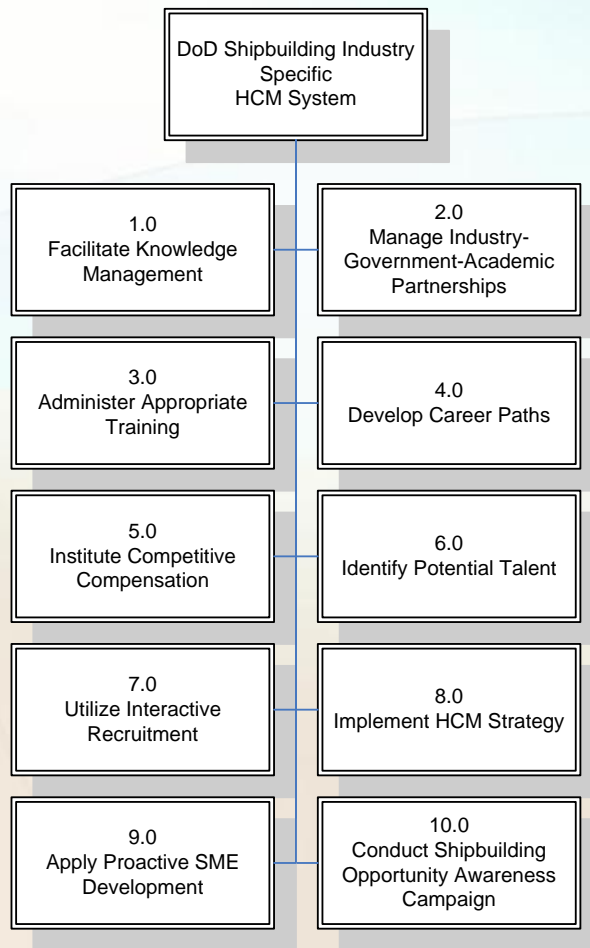 DoD Shipbuilding Industry
Specific
HCM System
1.0
Facilitate Knowledge
Management
2.0
Manage Industry-
Government-Academic
Partnerships
3.0
Administer Appropriate
Training
4.0
Develop Career Paths
5.0
Institute Competitive
Compensation
6.0
Identify Potential Talent
7.0
Utilize Interactive
Recruitment
8.0
Implement HCM Strategy
9.0
Apply Proactive SME
Development
10.0
Conduct Shipbuilding
Opportunity Awareness
Campaign